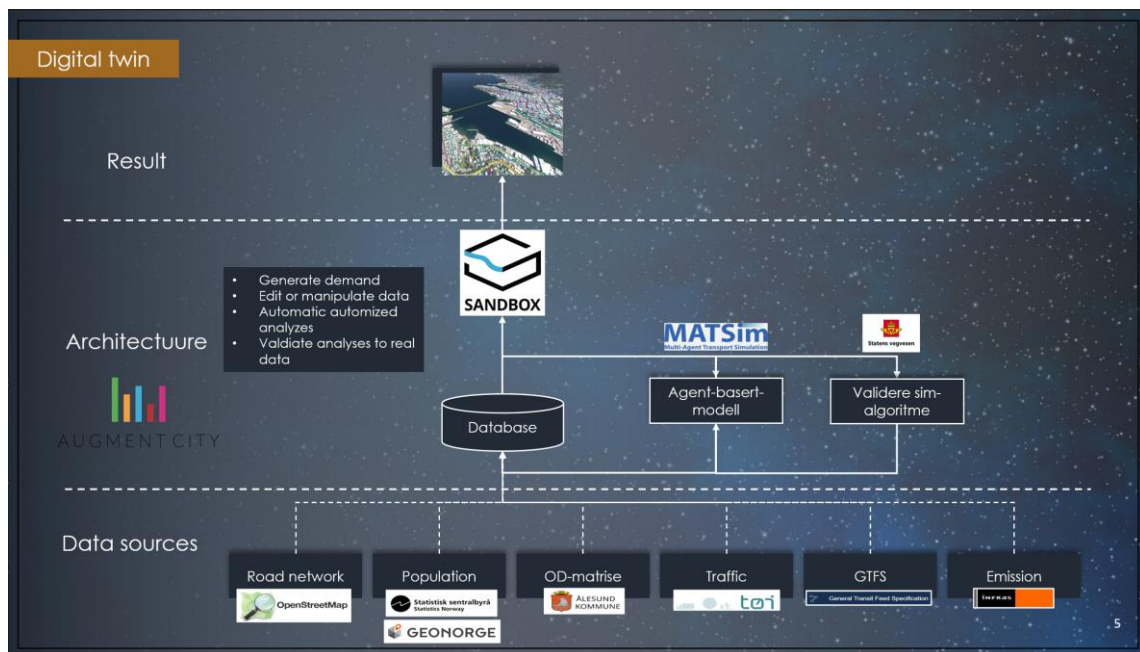 Digital twin
Result
SANDBOX
• Generate demand
• Edit or manipulate data
• Automatic automized
analyzes
• Valdiate analyses to real
data
Architectuure
AUGMENT CITY
MATSim
Multi-Agent Transport Simulation
Statens vegvesen
Agent-basert-
modell
Validere sim-
algoritme
Database
Data sources
Road network
OpenStreetMap
Population
Statistisk sentralbyrå
Statistics Norway
GEONORGE
OD-matrise
ÅLESUND
KOMMUNE
Traffic
tøi
GTFS
General Transit Feed Specification
Emission
infras
5